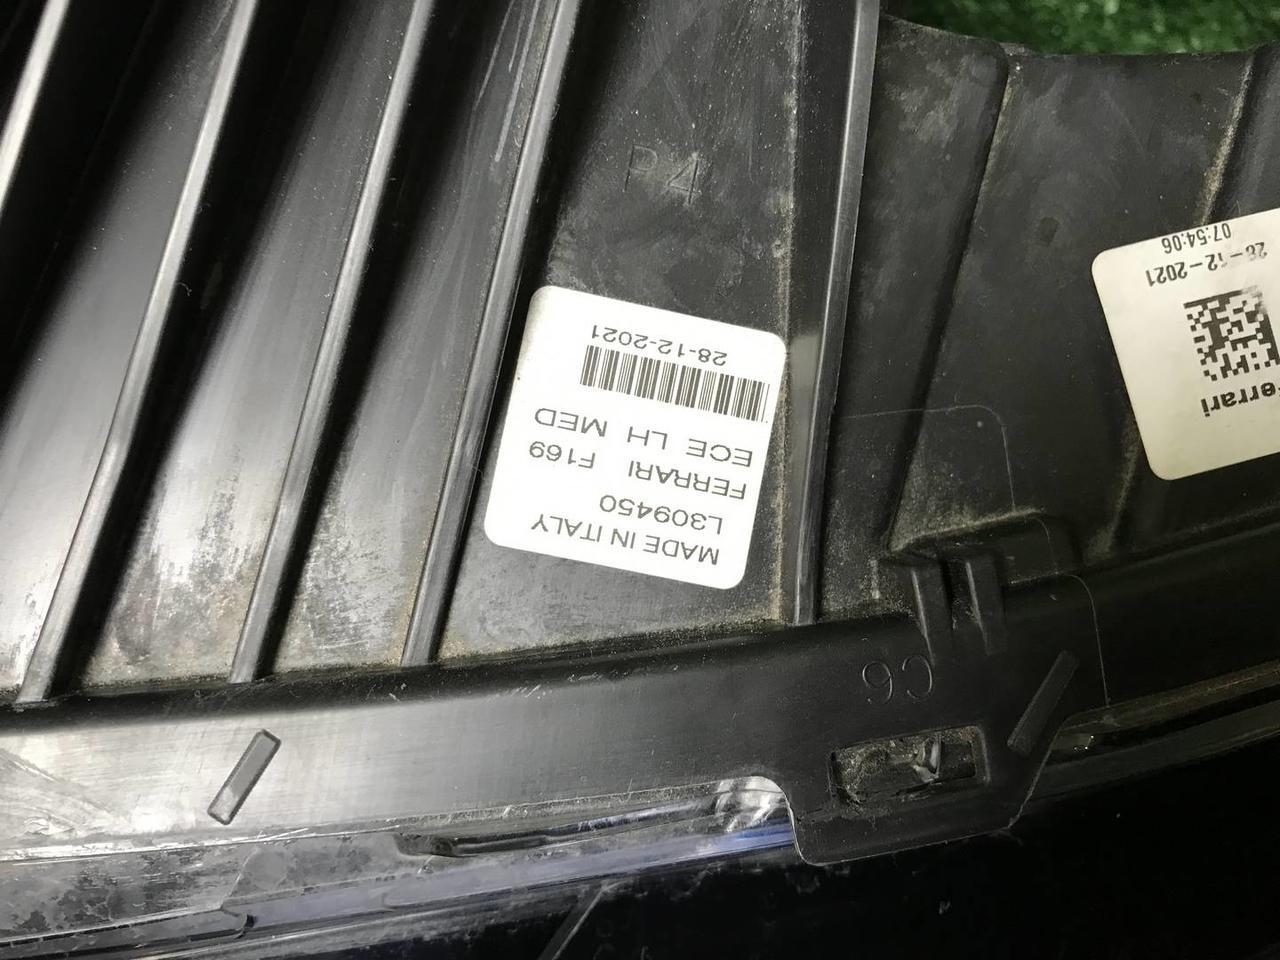 P4
MADE IN ITALY
L309450
FERRARI F169
ECE LH MED
28-12-2021
Ferrari
28-12-2021
07:54:06
C6